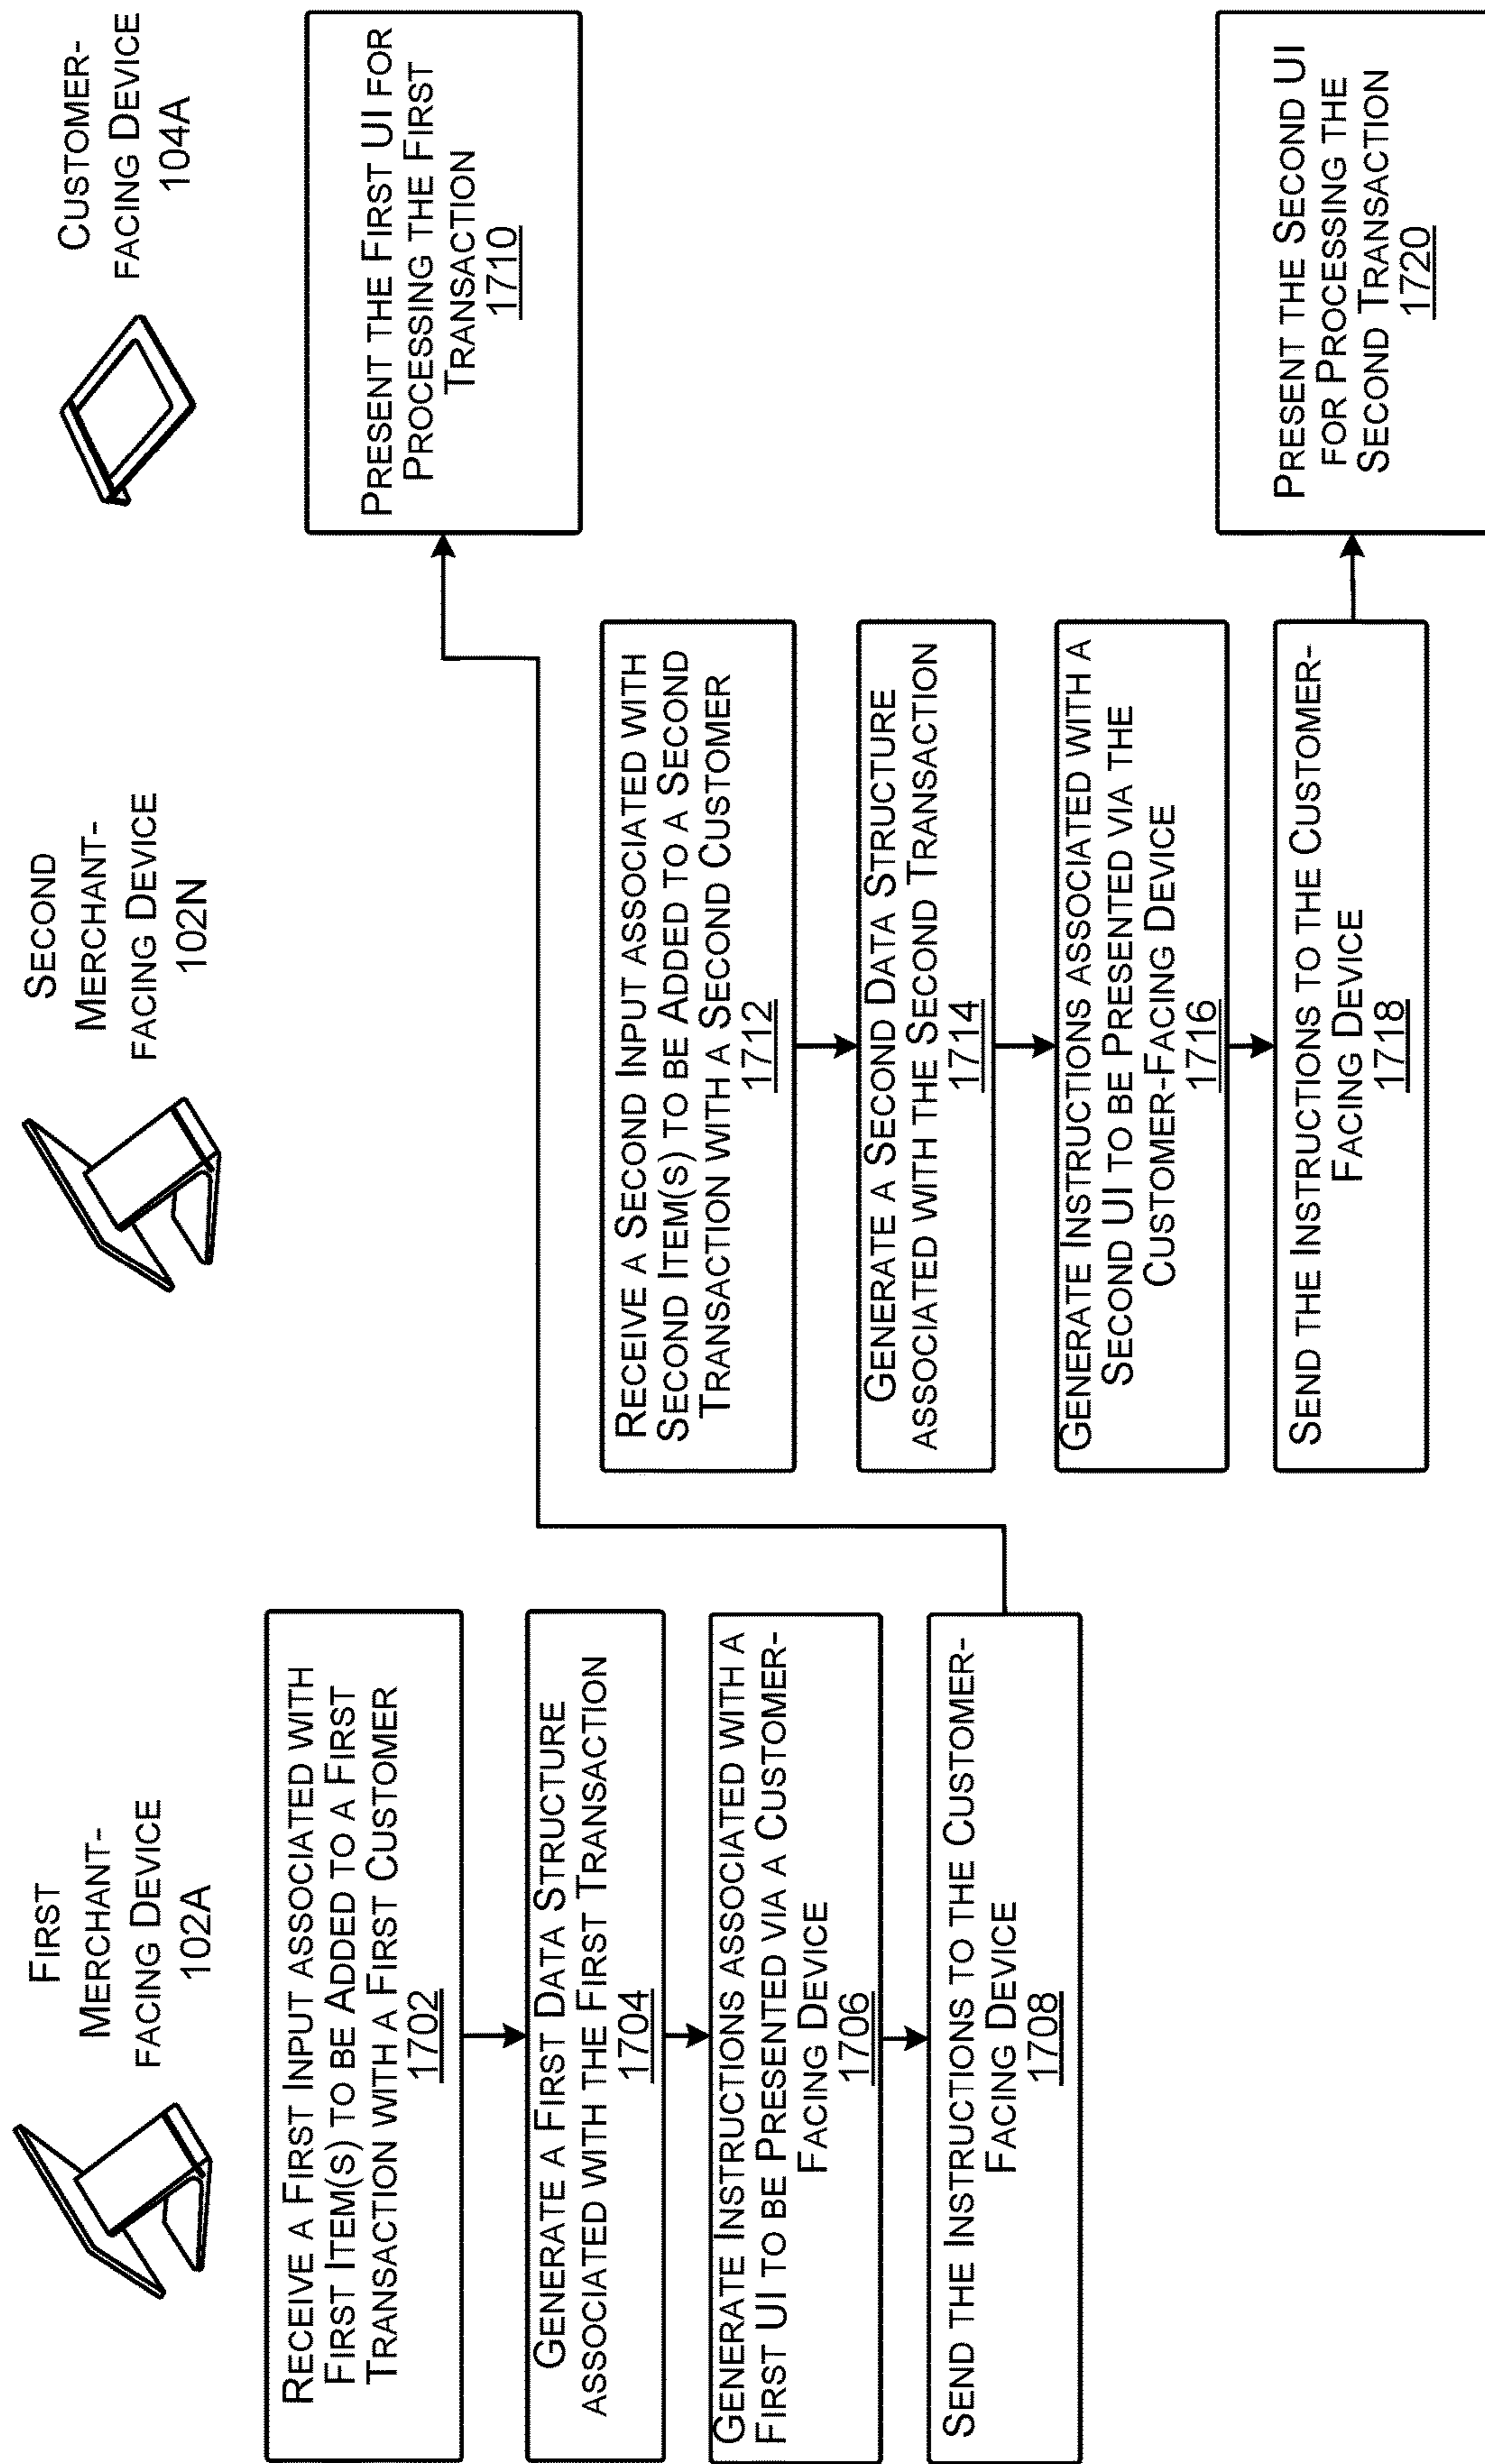 FIRST
MERCHANT-
FACING DEVICE
102A
SECOND
MERCHANT-
FACING DEVICE
102N
CUSTOMER-
FACING DEVICE
104A
RECEIVE A FIRST INPUT ASSOCIATED WITH
FIRST ITEM(S) TO BE ADDED TO A FIRST
TRANSACTION WITH A FIRST CUSTOMER
1702
GENERATE A FIRST DATA STRUCTURE
ASSOCIATED WITH THE FIRST TRANSACTION
1704
GENERATE INSTRUCTIONS ASSOCIATED WITH A
FIRST UI TO BE PRESENTED VIA A CUSTOMER-
FACING DEVICE
1706
SEND THE INSTRUCTIONS TO THE CUSTOMER-
FACING DEVICE
1708
PRESENT THE FIRST UI FOR
PROCESSING THE FIRST
TRANSACTION
1710
RECEIVE A SECOND INPUT ASSOCIATED WITH
SECOND ITEM(S) TO BE ADDED TO A SECOND
TRANSACTION WITH A SECOND CUSTOMER
1712
GENERATE A SECOND DATA STRUCTURE
ASSOCIATED WITH THE SECOND TRANSACTION
1714
GENERATE INSTRUCTIONS ASSOCIATED WITH A
SECOND UI TO BE PRESENTED VIA THE
CUSTOMER-FACING DEVICE
1716
SEND THE INSTRUCTIONS TO THE CUSTOMER-
FACING DEVICE
1718
PRESENT THE SECOND UI
FOR PROCESSING THE
SECOND TRANSACTION
1720